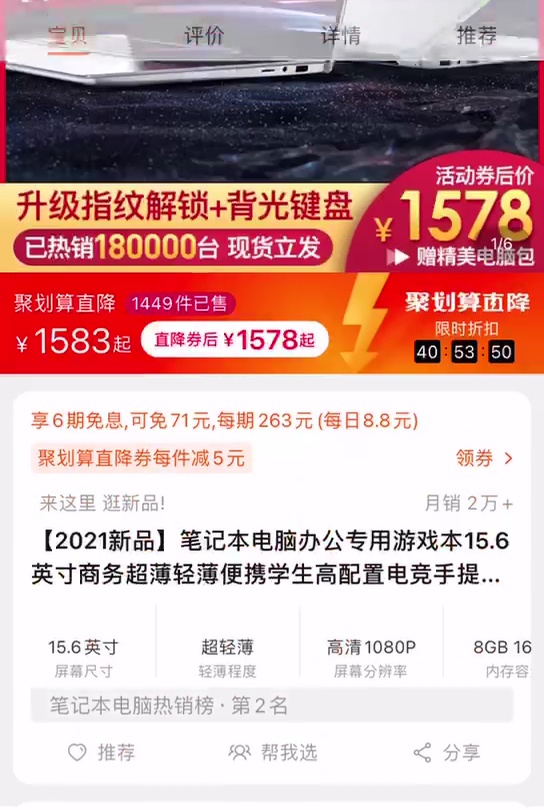 宝贝 评价 详情 推荐
活动券后价
升级指纹解锁+背光键盘
¥1578
1/6
已热销180000台 现货立发
赠精美电脑包
聚划算直降 1449件已售
聚划算直降
限时折扣
¥1583起 直降券后¥1578起
40:53:50
享6期免息,可免71元,每期263元(每日8.8元)
聚划算直降券每件减5元 领券 >
来这里 逛新品! 月销 2万+
【2021新品】笔记本电脑办公专用游戏本15.6
英寸商务超薄轻薄便携学生高配置电竞手提...
15.6英寸 超轻薄 高清1080P 8GB 16
屏幕尺寸 轻薄程度 屏幕分辨率 内存容
笔记本电脑热销榜·第2名
推荐 帮我选 分享